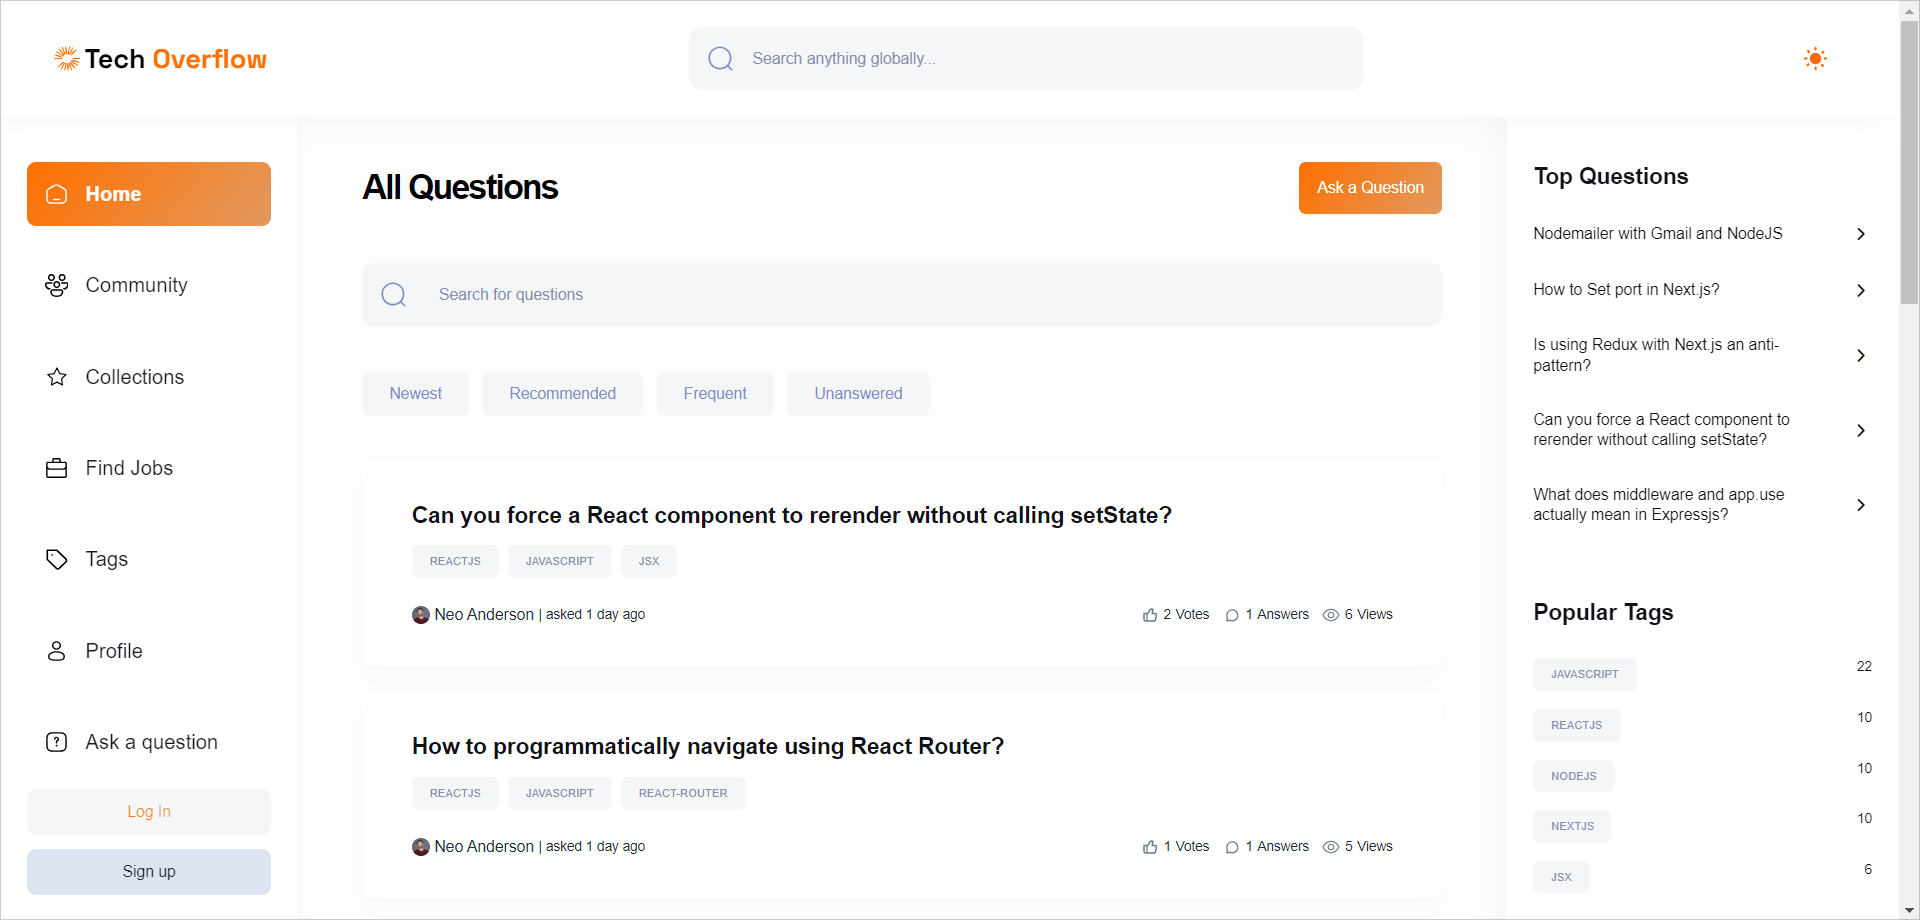 Tech Overflow
Search anything globally...
Home
Community
Collections
Find Jobs
Tags
Profile
Ask a question
Log In
Sign up
All Questions
Ask a Question
Search for questions
Newest
Recommended
Frequent
Unanswered
Can you force a React component to rerender without calling setState?
REACTJS
JAVASCRIPT
JSX
Neo Anderson | asked 1 day ago
2 Votes
1 Answers
6 Views
How to programmatically navigate using React Router?
REACTJS
JAVASCRIPT
REACT-ROUTER
Neo Anderson | asked 1 day ago
1 Votes
1 Answers
5 Views
Top Questions
Nodemailer with Gmail and NodeJS
How to Set port in Next.js?
Is using Redux with Next.js an anti-
pattern?
Can you force a React component to
rerender without calling setState?
What does middleware and app.use
actually mean in Expressjs?
Popular Tags
JAVASCRIPT 22
REACTJS 10
NODEJS 10
NEXTJS 10
JSX 6